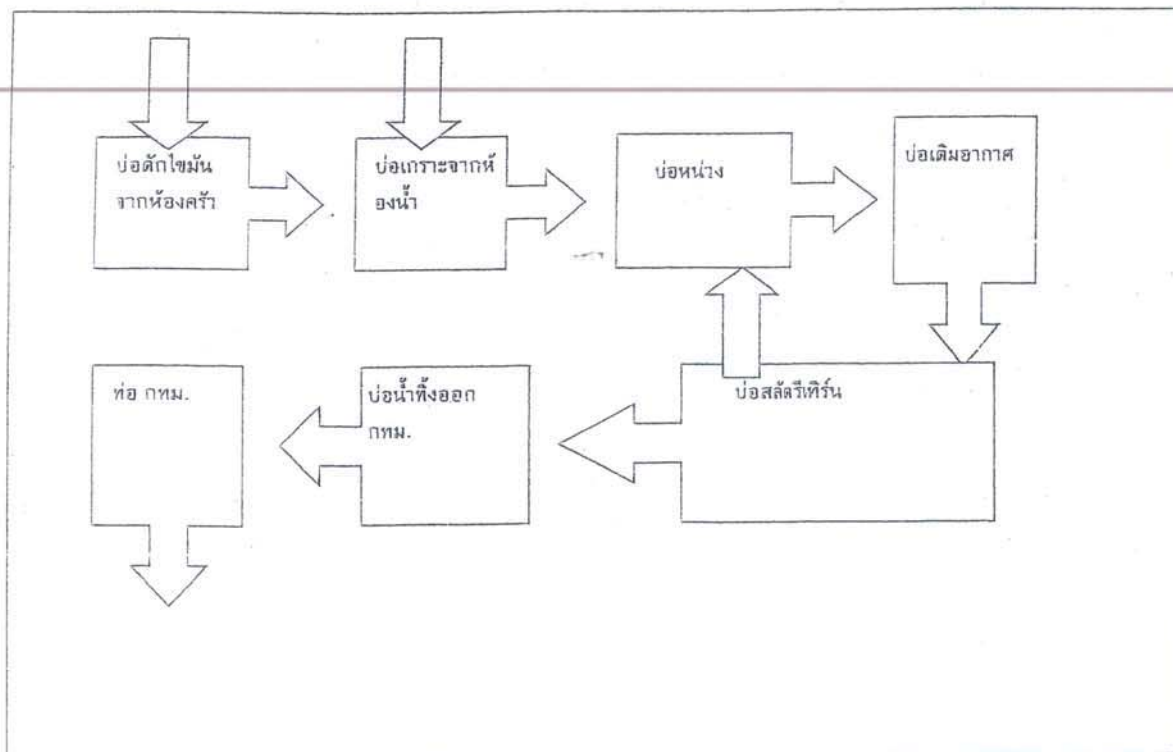 บ่อดักไขมัน
จากห้องครัว
บ่อเกราะจากห้
องน้ำ
บ่อหน่วง
บ่อเติมอากาศ
ท่อ กทม.
บ่อน้ำทิ้งออก
กทม.
บ่อสลัดรีเทิร์น